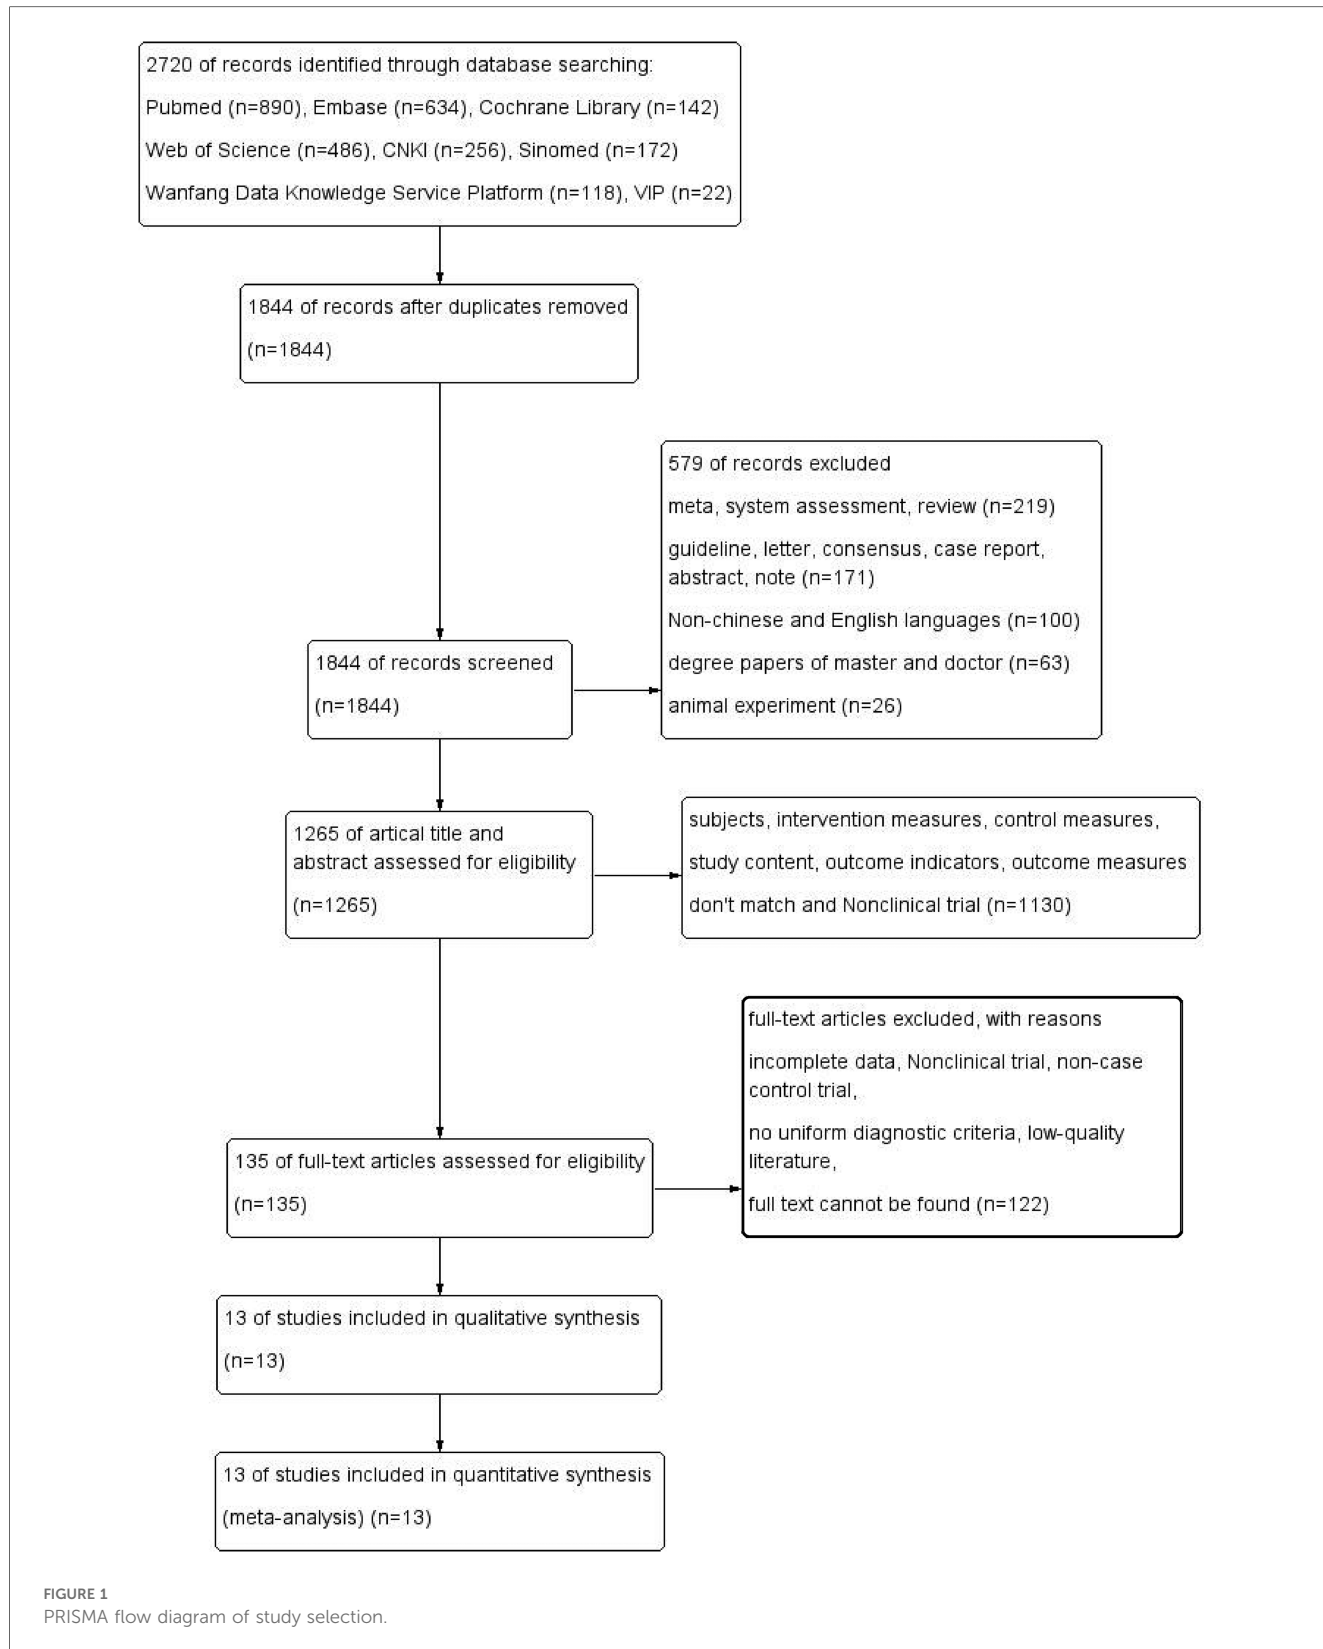 2720 of records identified through database searching:
Pubmed (n=890), Embase (n=634), Cochrane Library (n=142)
Web of Science (n=486), CNKI (n=256), Sinomed (n=172)
Wanfang Data Knowledge Service Platform (n=118), VIP (n=22)
1844 of records after duplicates removed
(n=1844)
579 of records excluded
meta, system assessment, review (n=219)
guideline, letter, consensus, case report,
abstract, note (n=171)
Non-chinese and English languages (n=100)
degree papers of master and doctor (n=63)
animal experiment (n=26)
1844 of records screened
(n=1844)
1265 of artical title and
abstract assessed for eligibility
(n=1265)
subjects, intervention measures, control measures,
study content, outcome indicators, outcome measures
don't match and Nonclinical trial (n=1130)
full-text articles excluded, with reasons
incomplete data, Nonclinical trial, non-case
control trial,
no uniform diagnostic criteria, low-quality
literature,
full text cannot be found (n=122)
135 of full-text articles assessed for eligibility
(n=135)
13 of studies included in qualitative synthesis
(n=13)
13 of studies included in quantitative synthesis
(meta-analysis) (n=13)
FIGURE 1
PRISMA flow diagram of study selection.